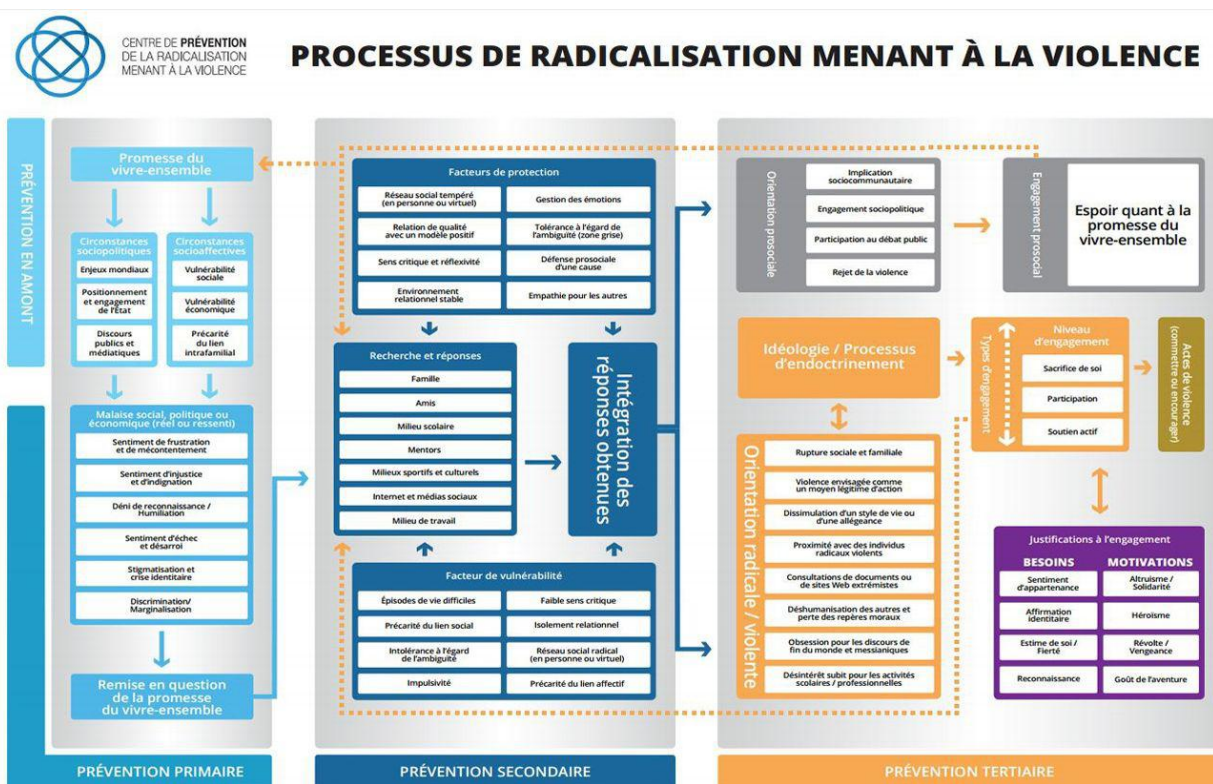 CENTRE DE PRÉVENTION
DE LA RADICALISATION
MENANT À LA VIOLENCE
PROCESSUS DE RADICALISATION MENANT À LA VIOLENCE
PRÉVENTION EN AMONT
Promesse du
vivre-ensemble
Circonstances
sociopolitiques
Enjeux mondiaux
Positionnement
et engagement
de l'État
Discours
publics et
médiatiques
Circonstances
socioaffectives
Vulnérabilité
sociale
Vulnérabilité
économique
Précarité
du lien
intrafamilial
Malaise social, politique ou
économique (réel ou ressenti)
Sentiment de frustration
et de mécontentement
Sentiment d'injustice
et d'indignation
Déni de reconnaissance /
Humiliation
Sentiment d'échec
et désarroi
Stigmatisation et
crise identitaire
Discrimination/
Marginalisation
Remise en question
de la promesse
du vivre-ensemble
PRÉVENTION PRIMAIRE
Facteurs de protection
Réseau social tempéré
(en personne ou virtuel)
Gestion des émotions
Relation de qualité
avec un modèle positif
Tolérance à l'égard de
l'ambiguïté (zone grise)
Sens critique et réflexivité
Défense prosociale
d'une cause
Environnement
relationnel stable
Empathie pour les autres
Recherche et réponses
Famille
Amis
Milieu scolaire
Mentors
Milieux sportifs et culturels
Internet et médias sociaux
Milieu de travail
Intégration des
réponses obtenues
Facteur de vulnérabilité
Épisodes de vie difficiles
Faible sens critique
Précarité du lien social
Isolement relationnel
Intolérance à l'égard
de l'ambiguïté
Réseau social radical
(en personne ou virtuel)
Impulsivité
Précarité du lien affectif
PRÉVENTION SECONDAIRE
Orientation prosociale
Implication
sociocommunautaire
Engagement sociopolitique
Participation au débat public
Rejet de la violence
Engagement prosocial
Espoir quant à la
promesse du
vivre-ensemble
Idéologie / Processus
d'endoctrinement
Types d'engagement
Niveau
d'engagement
Sacrifice de soi
Participation
Soutien actif
Actes de violence
(commettre ou encourager)
Orientation radicale / violente
Rupture sociale et familiale
Violence envisagée comme
un moyen légitime d'action
Dissimulation d'un style de vie ou
d'une allégeance
Proximité avec des individus
radicaux violents
Consultations de documents ou
de sites Web extrémistes
Déshumanisation des autres et
perte des repères moraux
Obsession pour les discours de
fin du monde et messianiques
Désintérêt subit pour les activités
scolaires / professionnelles
Justifications à l'engagement
BESOINS
MOTIVATIONS
Sentiment
d'appartenance
Altruisme /
Solidarité
Affirmation
identitaire
Héroïsme
Estime de soi /
Fierté
Révolte /
Vengeance
Reconnaissance
Goût de l'aventure
PRÉVENTION TERTIAIRE